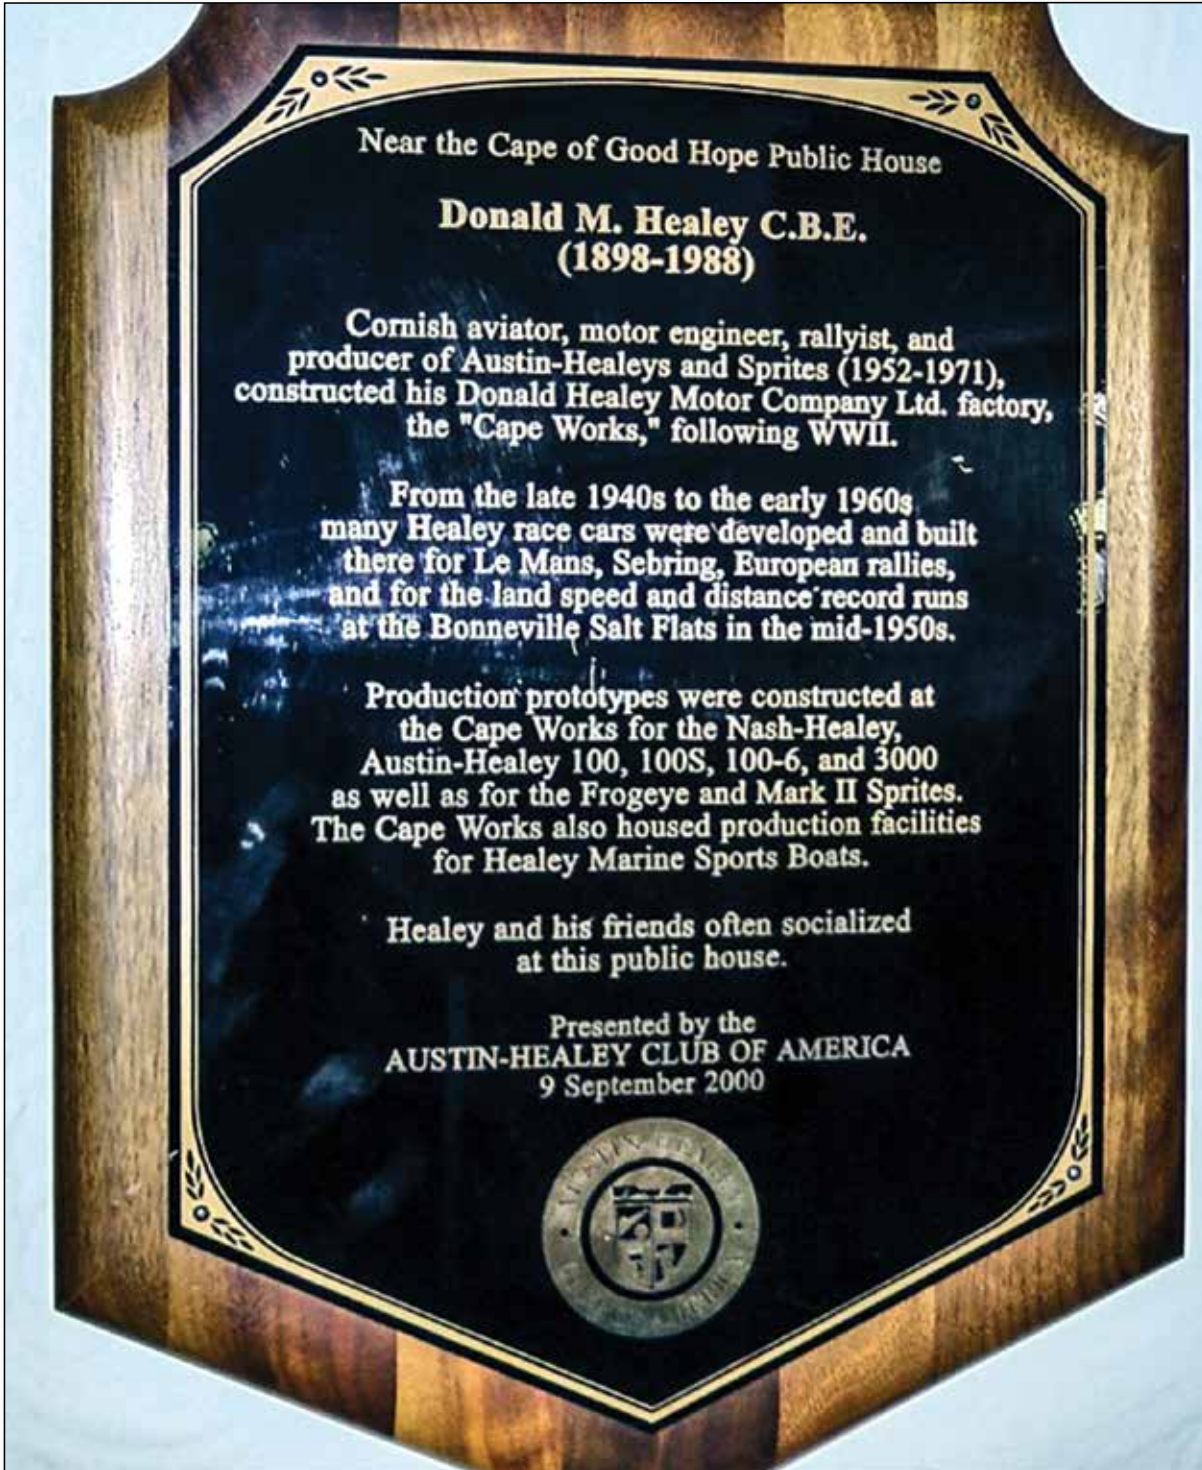 Near the Cape of Good Hope Public House
Donald M. Healey C.B.E.
(1898-1988)
Cornish aviator, motor engineer, rallyist, and
producer of Austin-Healeys and Sprites (1952-1971),
constructed his Donald Healey Motor Company Ltd. factory,
the "Cape Works," following WWII.
From the late 1940s to the early 1960s
many Healey race cars were developed and built
there for Le Mans, Sebring, European rallies,
and for the land speed and distance record runs
at the Bonneville Salt Flats in the mid-1950s.
Production prototypes were constructed at
the Cape Works for the Nash-Healey,
Austin-Healey 100, 100S, 100-6, and 3000
as well as for the Frogeye and Mark II Sprites.
The Cape Works also housed production facilities
for Healey Marine Sports Boats.
Healey and his friends often socialized
at this public house.
Presented by the
AUSTIN-HEALEY CLUB OF AMERICA
9 September 2000
AUSTIN-HEALEY